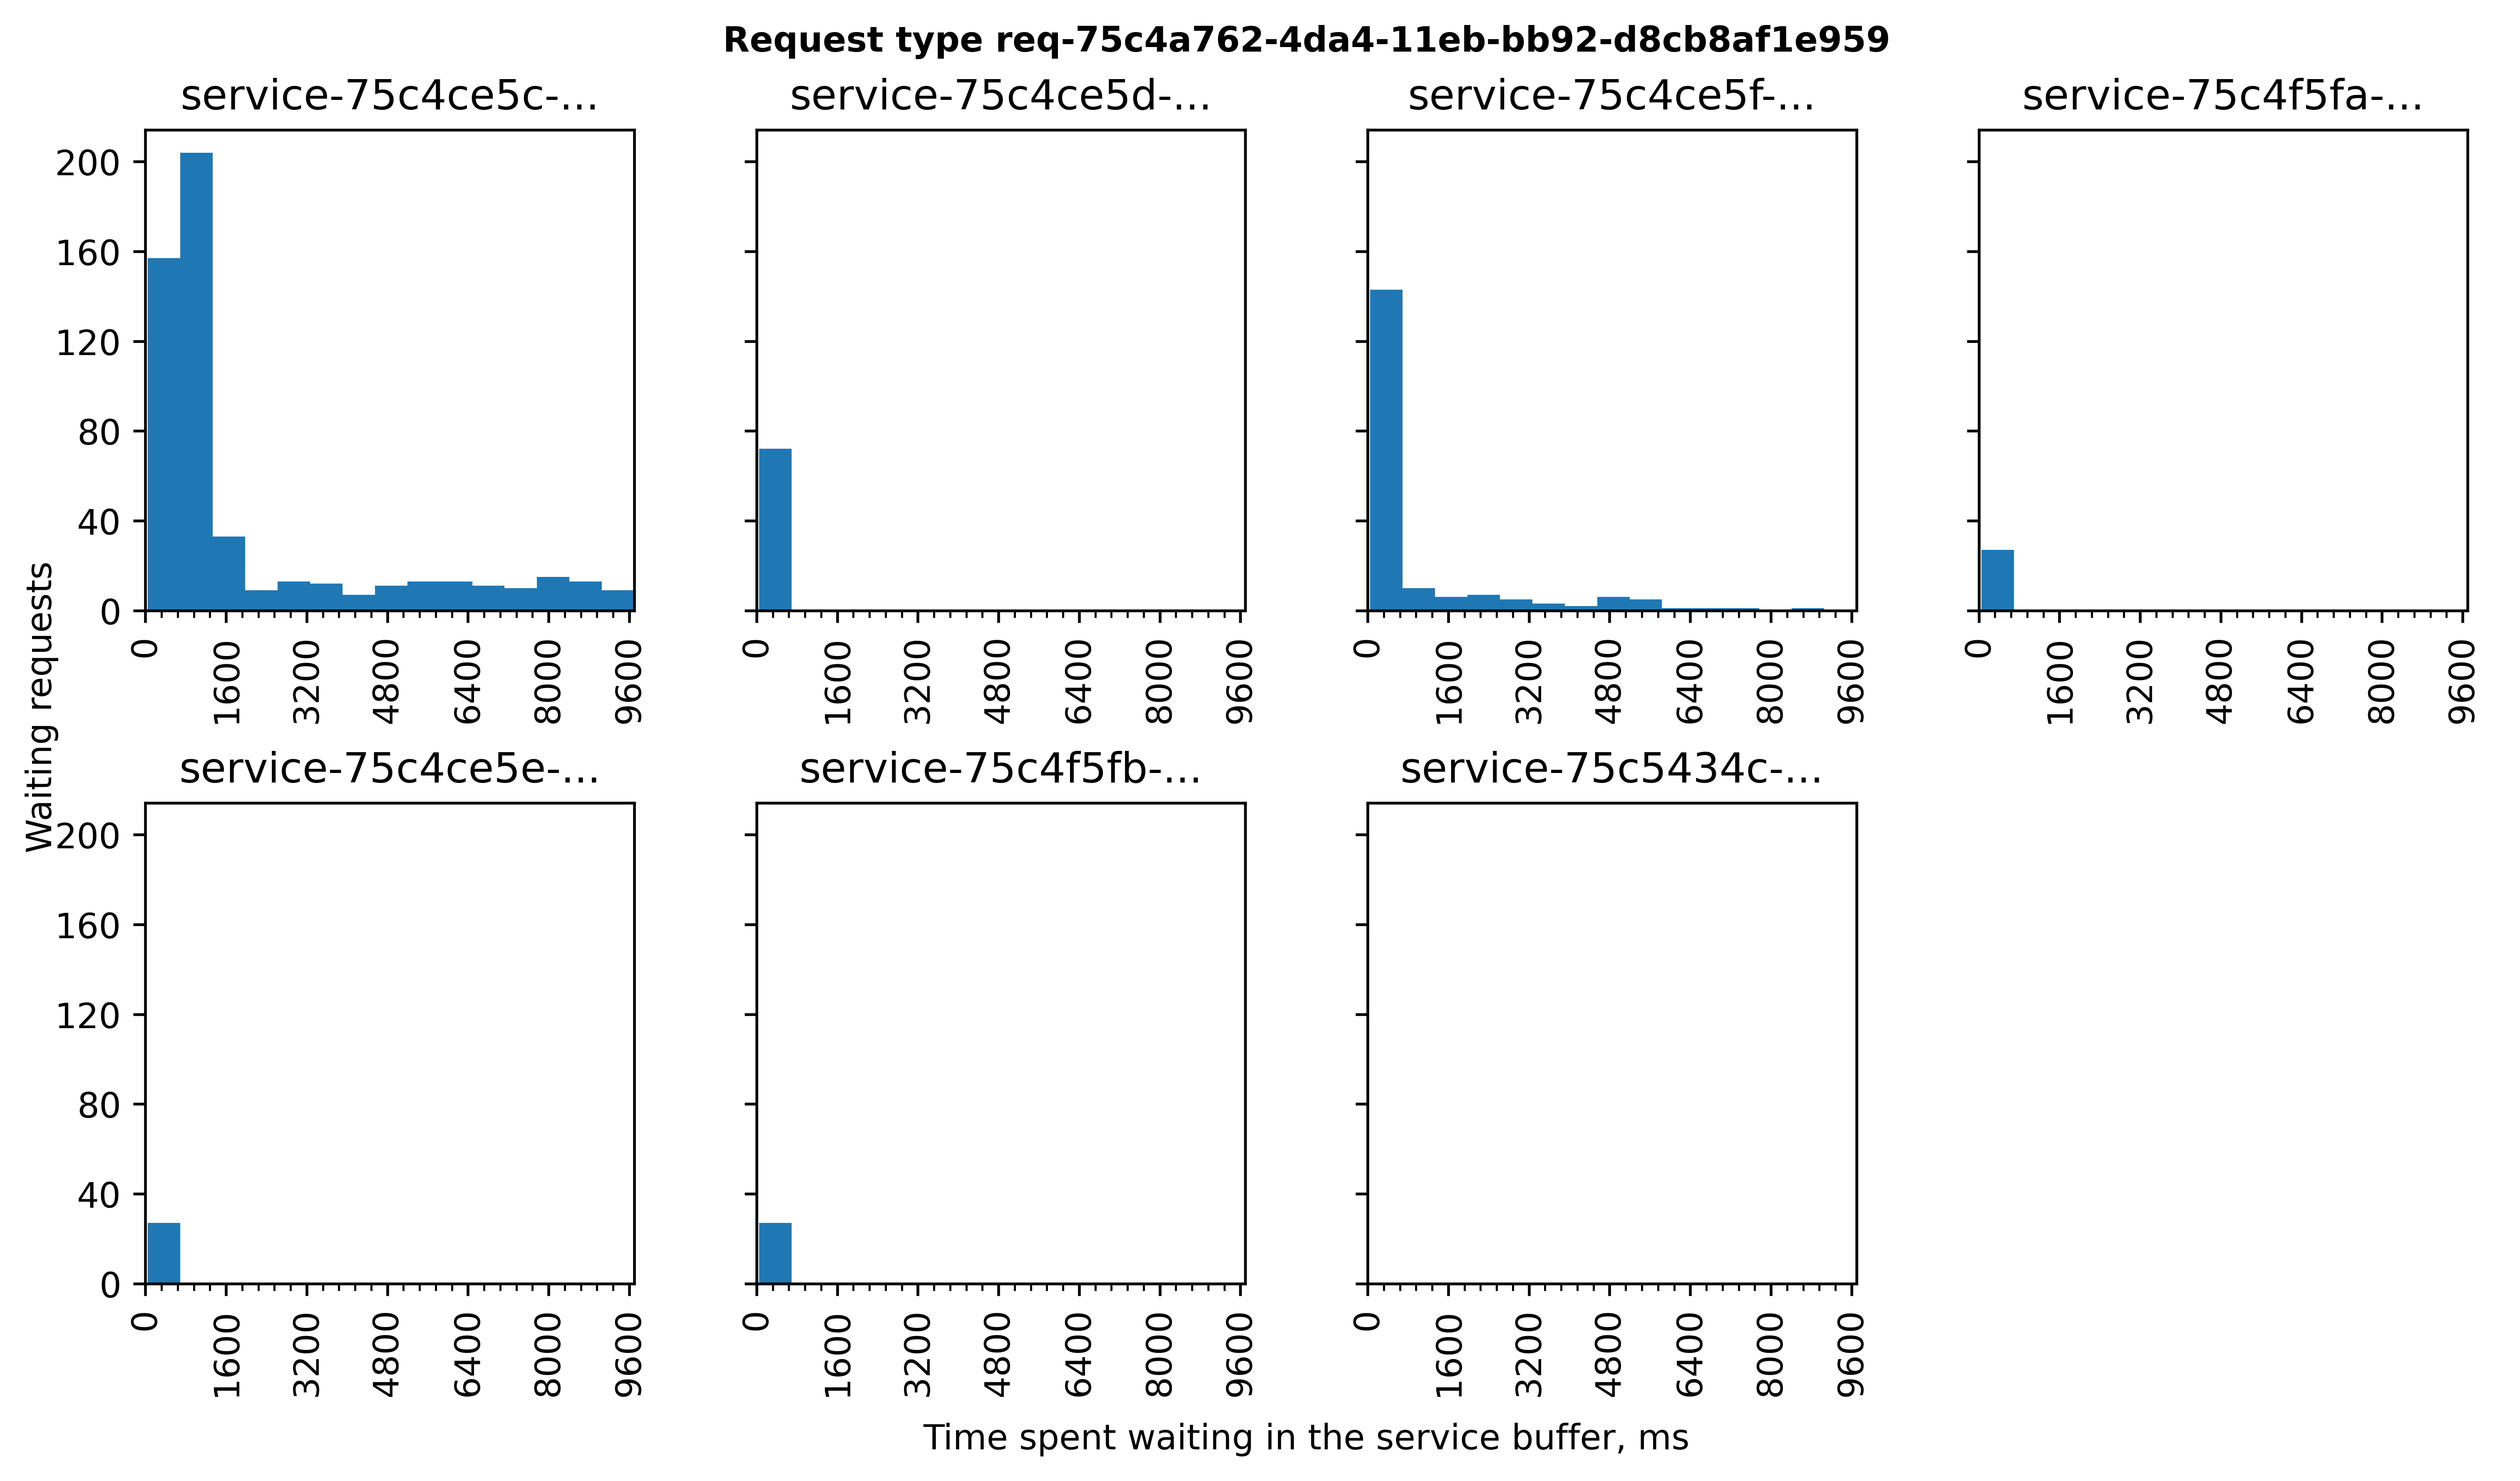 Request type req-75c4a762-4da4-11eb-bb92-d8cb8af1e959
service-75c4ce5c-...
service-75c4ce5d-...
service-75c4ce5f-...
service-75c4f5fa-...
200
160
120
80
40
0
0 1600 3200 4800 6400 8000 9600
0 1600 3200 4800 6400 8000 9600
0 1600 3200 4800 6400 8000 9600
0 1600 3200 4800 6400 8000 9600
Waiting requests
service-75c4ce5e-...
service-75c4f5fb-...
service-75c5434c-...
200
160
120
80
40
0
0 1600 3200 4800 6400 8000 9600
0 1600 3200 4800 6400 8000 9600
0 1600 3200 4800 6400 8000 9600
Time spent waiting in the service buffer, ms